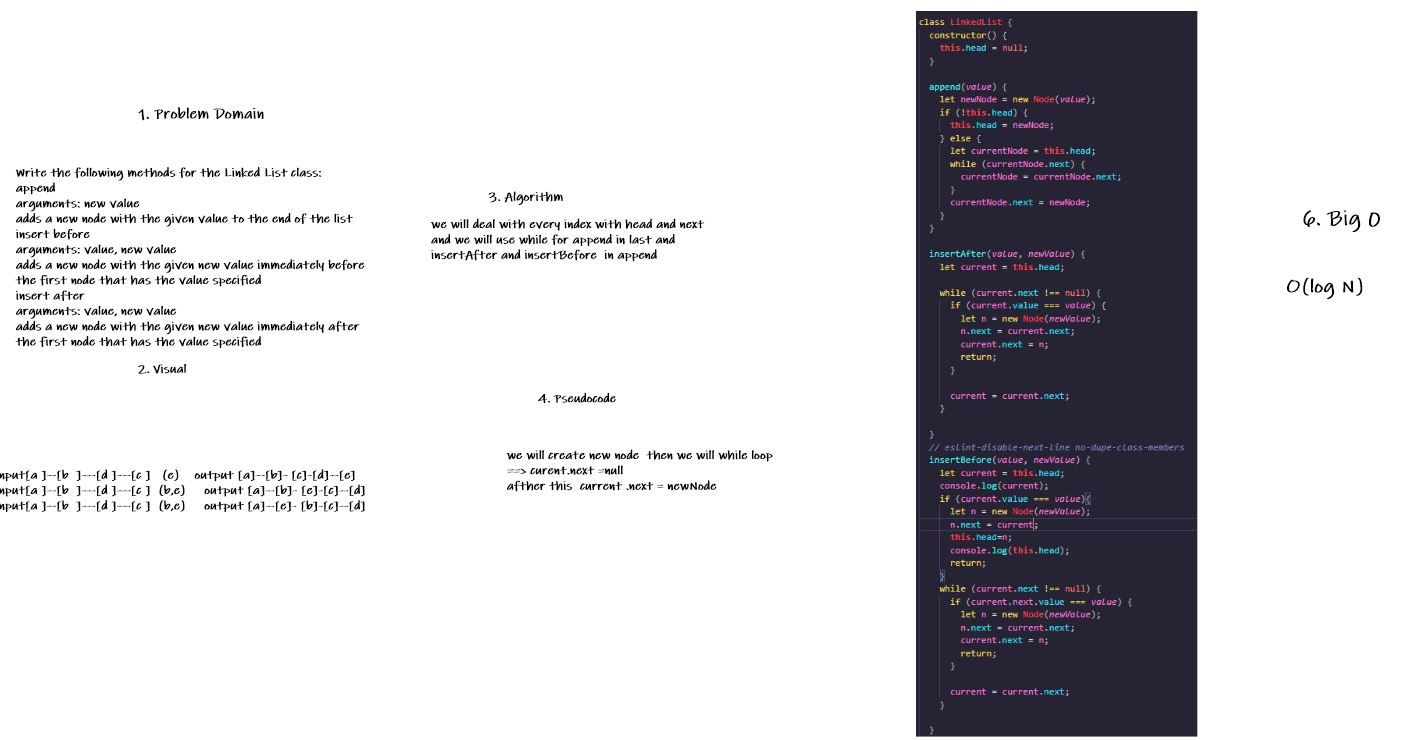 1. Problem Domain
Write the following methods for the Linked List class:
append
arguments: new value
adds a new node with the given value to the end of the list
insert before
arguments: value, new value
adds a new node with the given new value immediately before
the first node that has the value specified
insert after
arguments: value, new value
adds a new node with the given new value immediately after
the first node that has the value specified
2. Visual
nput[a ]--[b ]---[d ]---[c ] (e) output [a]--[b]- [c]-[d]--[e]
nput[a ]--[b ]---[d ]---[c ] (b,e) output [a]--[b]- [e]-[c]--[d]
nput[a ]--[b ]---[d ]---[c ] (b,e) output [a]--[e]- [b]-[c]--[d]
3. Algorithm
we will deal with every index with head and next
and we will use while for append in last and
insertAfter and insertBefore in append
4. Pseudocode
we will create new node then we will while loop
==> curent.next =null
afther this current .next = newNode
class LinkedList {
constructor() {
this.head = null;
}
append(value) {
let newNode = new Node(value);
if (!this.head) {
this.head = newNode;
} else {
let currentNode = this.head;
while (currentNode.next) {
currentNode = currentNode.next;
}
currentNode.next = newNode;
}
}
insertAfter(value, newValue) {
let current = this.head;
while (current.next !== null) {
if (current.value === value) {
let n = new Node(newValue);
n.next = current.next;
current.next = n;
return;
}
current = current.next;
}
}
// eslint-disable-next-line no-dupe-class-members
insertBefore(value, newValue) {
let current = this.head;
console.log(current);
if (current.value === value){
let n = new Node(newValue);
n.next = current;
this.head=n;
console.log(this.head);
return;
}
while (current.next !== null) {
if (current.next.value === value) {
let n = new Node(newValue);
n.next = current.next;
current.next = n;
return;
}
current = current.next;
}
}
6. Big O
O(log N)